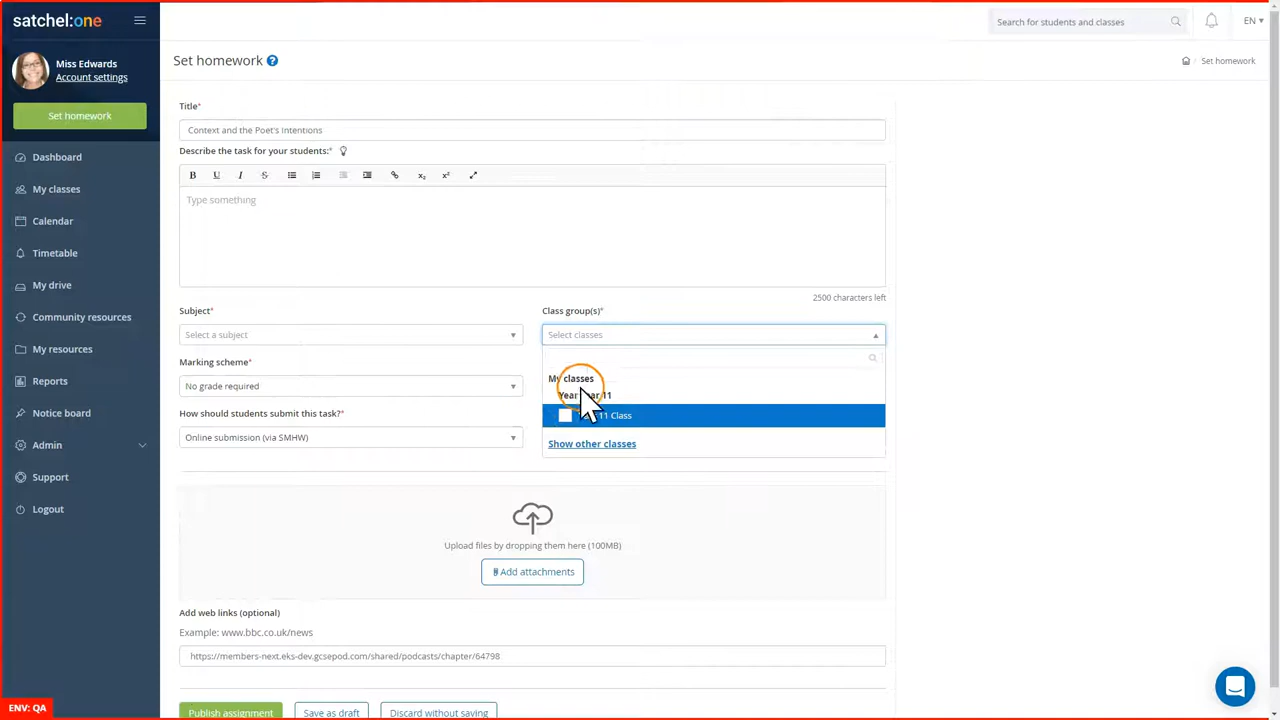 satchel:one
Search for students and classes
EN
Miss Edwards
Account settings
Set homework
Set homework
Set homework
Dashboard
My classes
Calendar
Timetable
My drive
Community resources
My resources
Reports
Notice board
Admin
Support
Logout
ENV: QA
Title*
Context and the Poet's Intentions
Describe the task for your students:*
B U I S
Type something
2500 characters left
Subject*
Select a subject
Class group(s)*
Select classes
Marking scheme*
No grade required
My classes
Year 11
11 Class
Show other classes
How should students submit this task?*
Online submission (via SMHW)
Upload files by dropping them here (100MB)
Add attachments
Add web links (optional)
Example: www.bbc.co.uk/news
https://members-next.eks-dev.gcsepod.com/shared/podcasts/chapter/64798
Publish assignment
Save as draft
Discard without saving